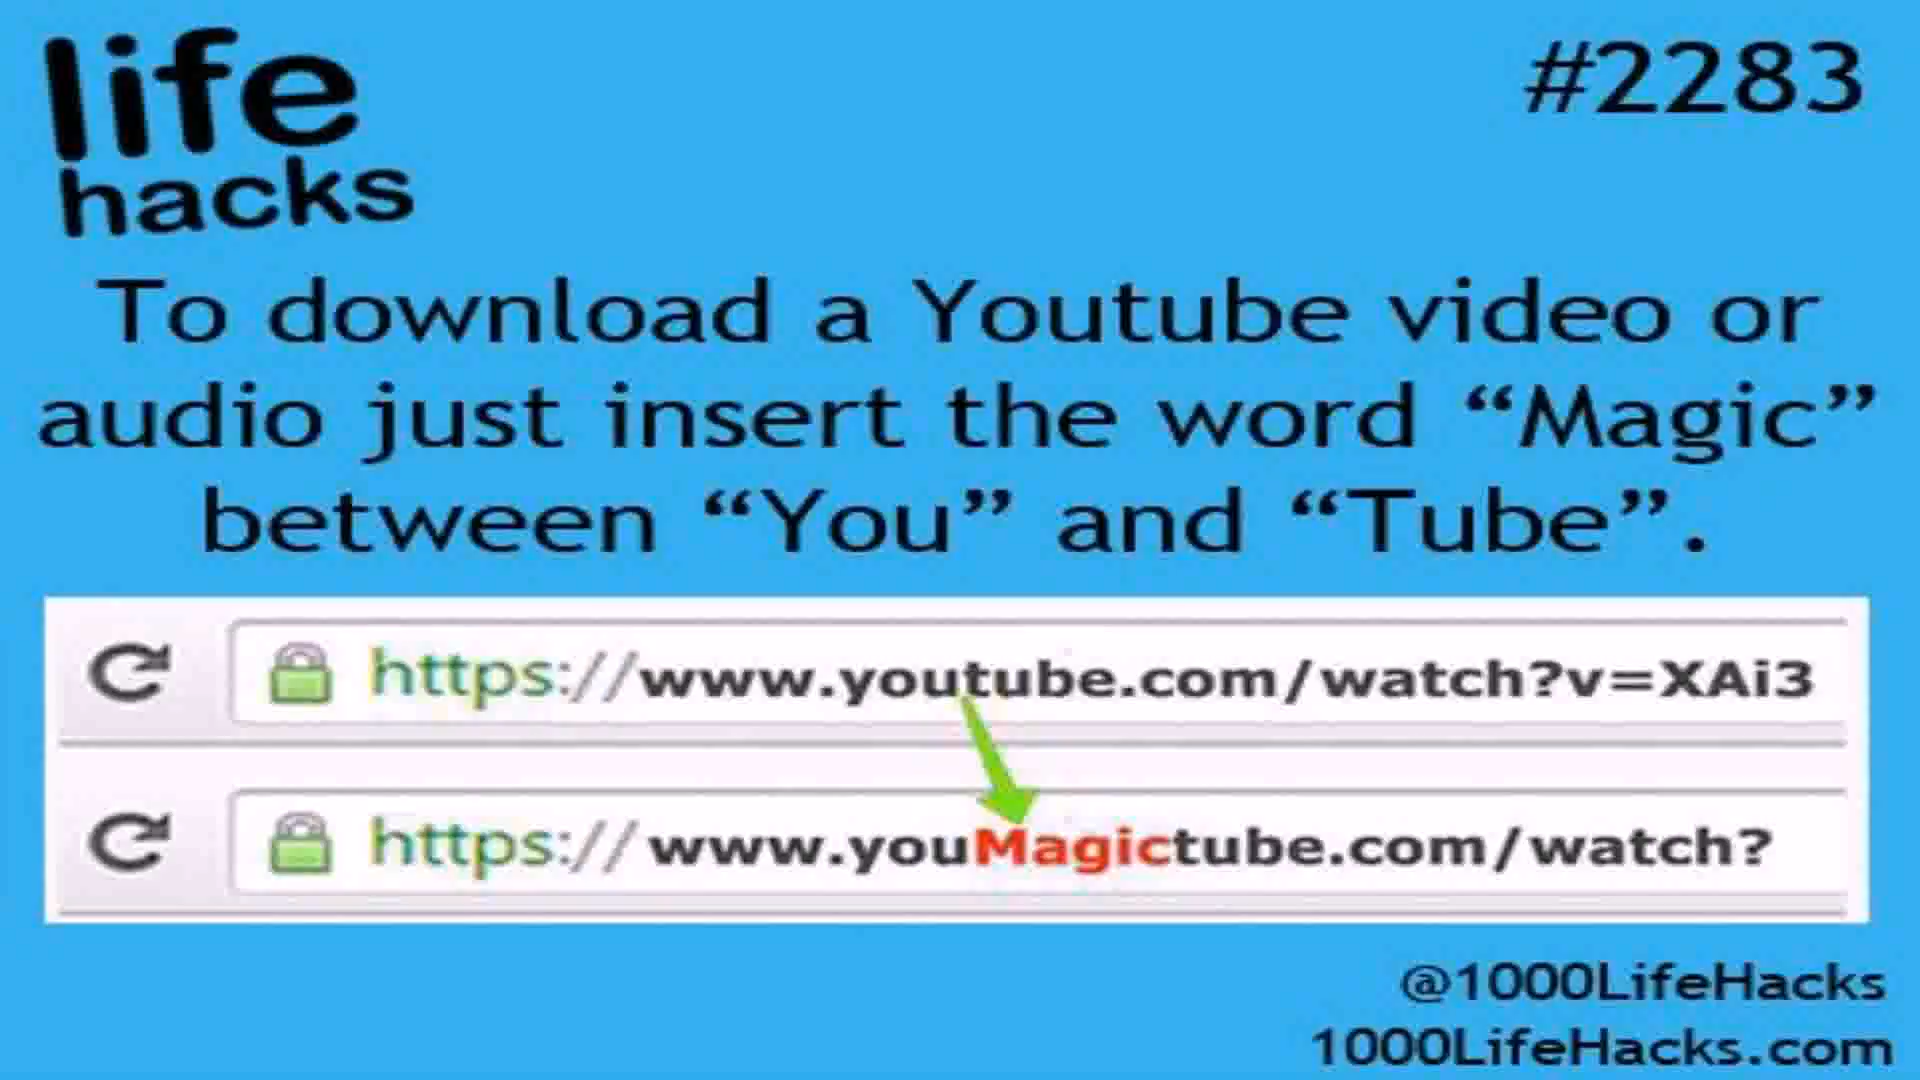 life
hacks
#2283
To download a Youtube video or
audio just insert the word “Magic”
between “You” and “Tube”.
https://www.youtube.com/watch?v=XAi3
https://www.youMagictube.com/watch?
@1000LifeHacks
1000LifeHacks.com